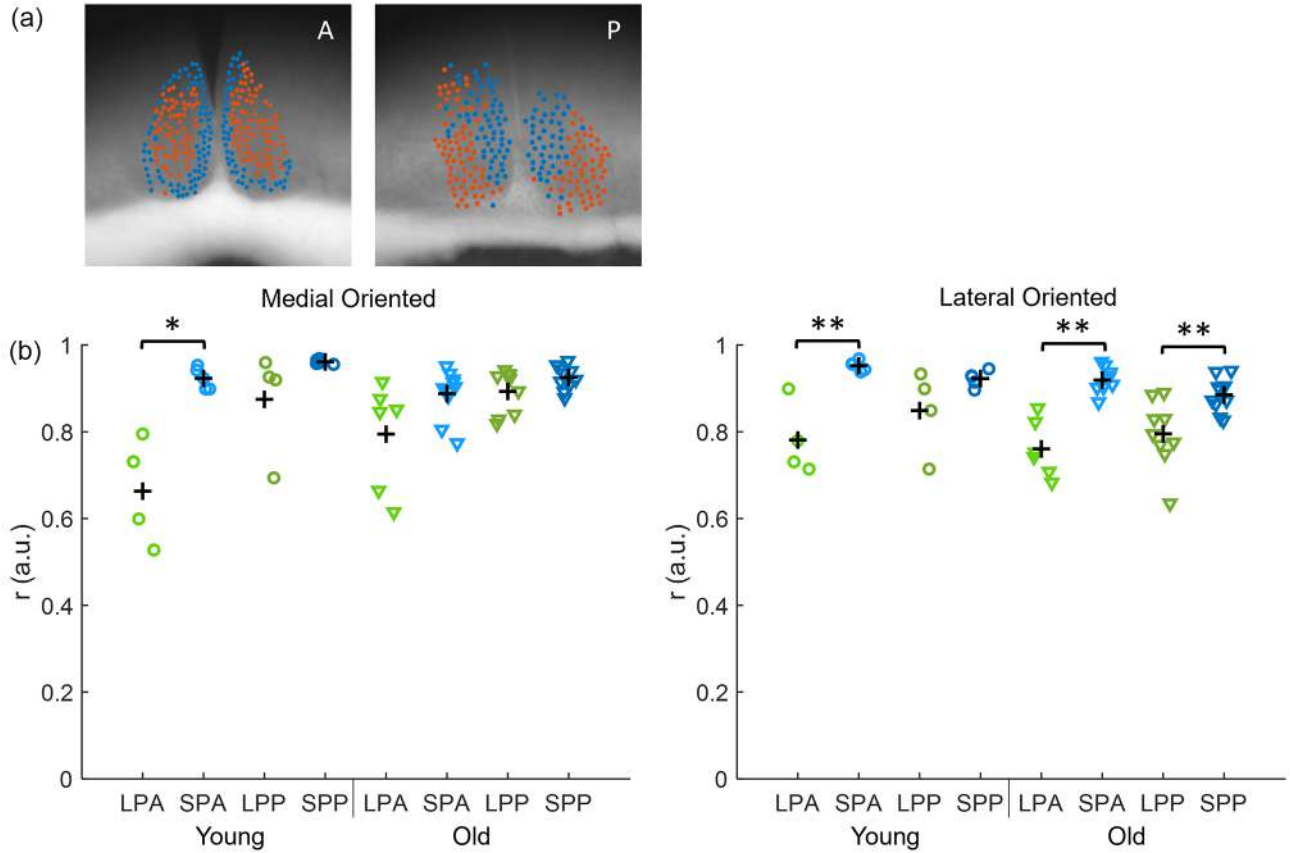 (a)
A
P
Medial Oriented
Lateral Oriented
(b)
*
**
**
**
r (a.u.)
1
0.8
0.6
0.4
0.2
0
LPA SPA LPP SPP LPA SPA LPP SPP
Young Old
r (a.u.)
1
0.8
0.6
0.4
0.2
0
LPA SPA LPP SPP LPA SPA LPP SPP
Young Old